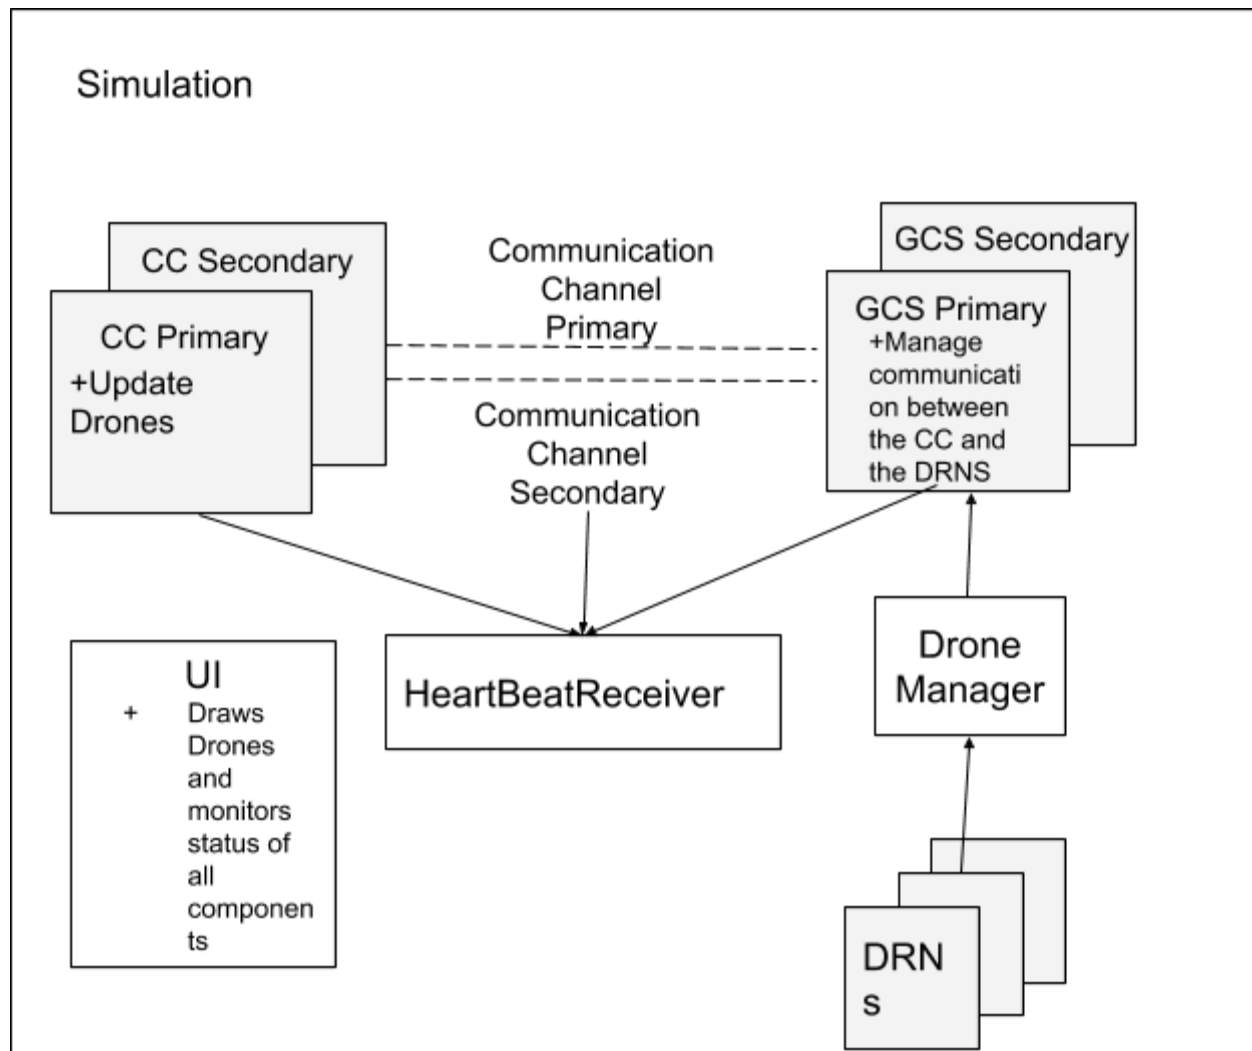 Simulation
CC Secondary
CC Primary
+Update
Drones
Communication
Channel
Primary
Communication
Channel
Secondary
GCS Secondary
GCS Primary
+Manage
communicati
on between
the CC and
the DRNS
UI
+ Draws
Drones
and
monitors
status of
all
componen
ts
HeartBeatReceiver
Drone
Manager
DRN
s